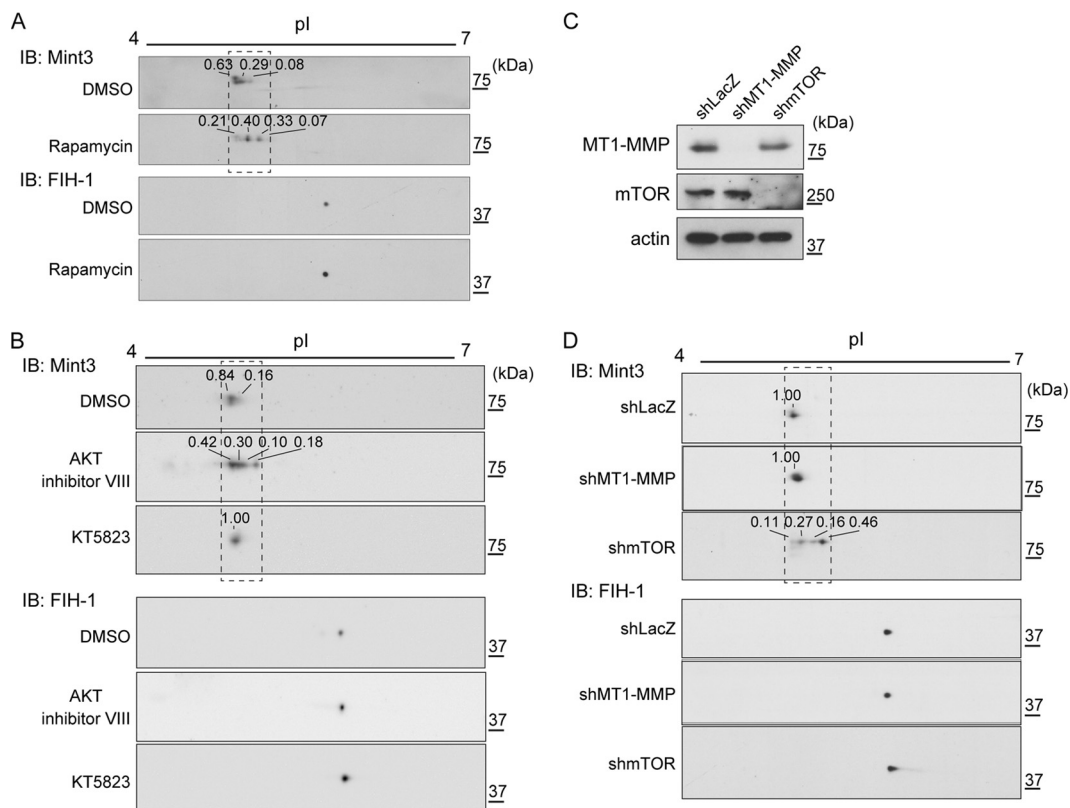 A
pI
4 7
IB: Mint3
(kDa)
0.63 0.29 0.08
DMSO
75
0.21 0.40 0.33 0.07
Rapamycin
75
IB: FIH-1
DMSO
37
Rapamycin
37
B
pI
4 7
IB: Mint3
(kDa)
0.84 0.16
DMSO
75
0.42 0.30 0.10 0.18
AKT
inhibitor VIII
75
1.00
KT5823
75
IB: FIH-1
DMSO
37
AKT
inhibitor VIII
37
KT5823
37
C
shLacZ
shMT1-MMP
shmTOR
(kDa)
MT1-MMP
75
mTOR
250
actin
37
D
pI
4 7
IB: Mint3
(kDa)
1.00
shLacZ
75
1.00
shMT1-MMP
75
0.11 0.27 0.16 0.46
shmTOR
75
IB: FIH-1
shLacZ
37
shMT1-MMP
37
shmTOR
37